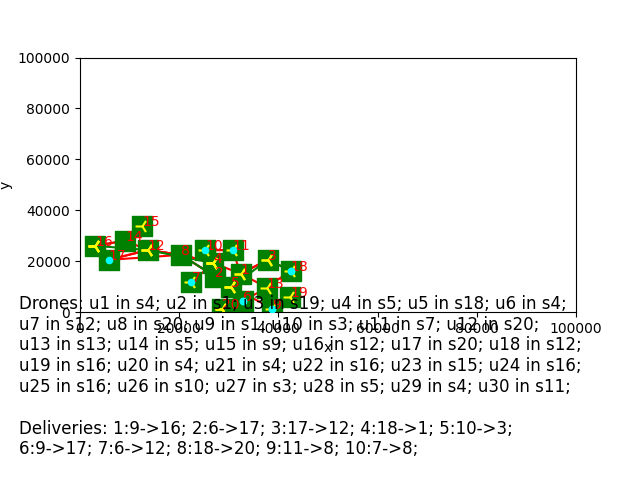 100000
80000
60000
40000
20000
0
y
15
12
10
Drones: u1 in s4; u2 in s1; u3 in s19; u4 in s5; u5 in s18; u6 in s4;
0 20000 40000 60000 80000 100000
u7 in s12; u8 in s20; u9 in s1; u10 in s3; u11 in s7; u12 in s20;
x
u13 in s13; u14 in s5; u15 in s9; u16 in s12; u17 in s20; u18 in s12;
u19 in s16; u20 in s4; u21 in s4; u22 in s16; u23 in s15; u24 in s16;
u25 in s16; u26 in s10; u27 in s3; u28 in s5; u29 in s4; u30 in s11;
Deliveries: 1:9->16; 2:6->17; 3:17->12; 4:18->1; 5:10->3;
6:9->17; 7:6->12; 8:18->20; 9:11->8; 10:7->8;